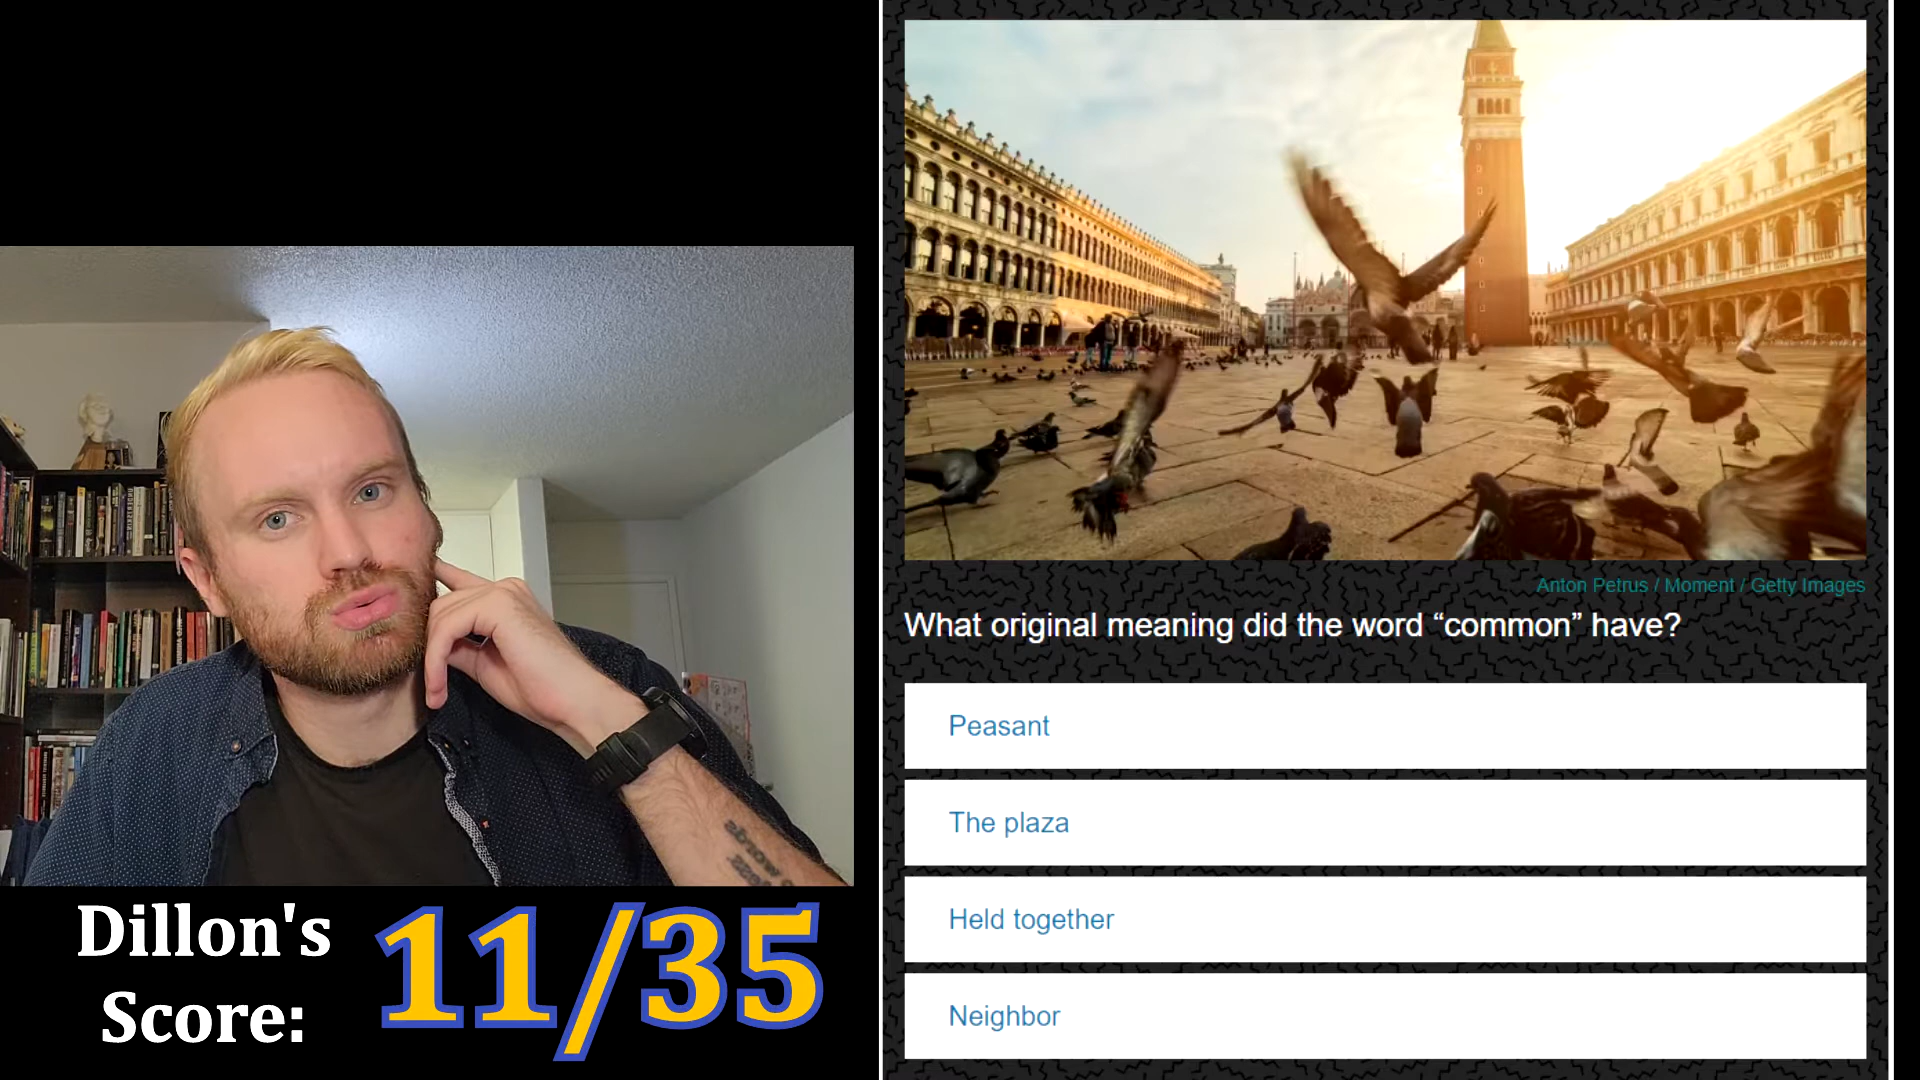 Anton Petrus / Moment / Getty Images
What original meaning did the word “common” have?
Peasant
The plaza
Held together
Neighbor
Dillon's
Score:
11/35